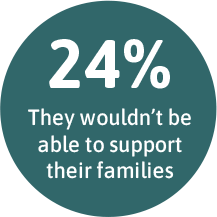 24%
They wouldn’t be
able to support
their families